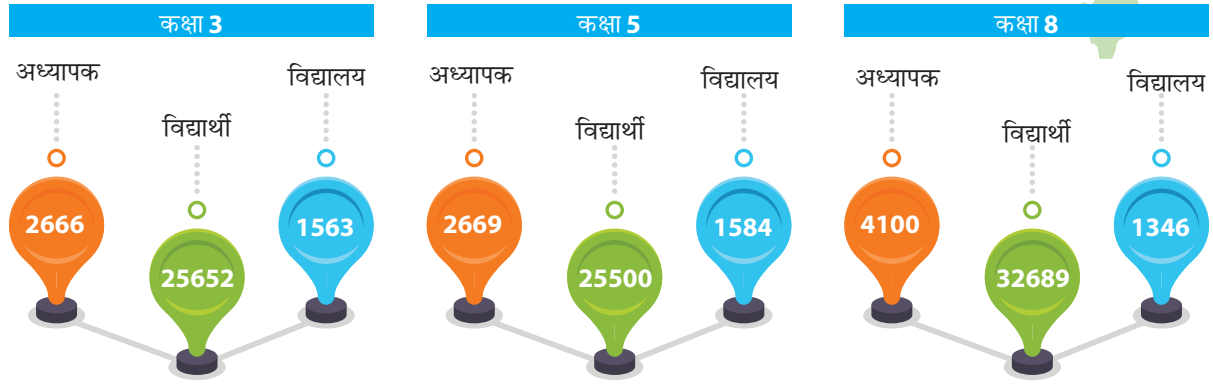 कक्षा 3
अध्यापक
विद्यार्थी
विद्यालय
2666
25652
1563
कक्षा 5
अध्यापक
विद्यार्थी
विद्यालय
2669
25500
1584
कक्षा 8
अध्यापक
विद्यार्थी
विद्यालय
4100
32689
1346